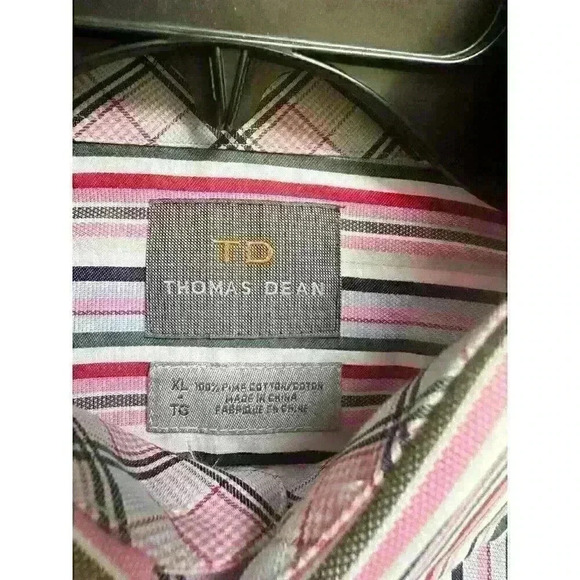 TD
THOMAS DEAN
XL 100% PIMA COTTON/COTON
- MADE IN CHINA
TG FABRIQUE EN CHINE